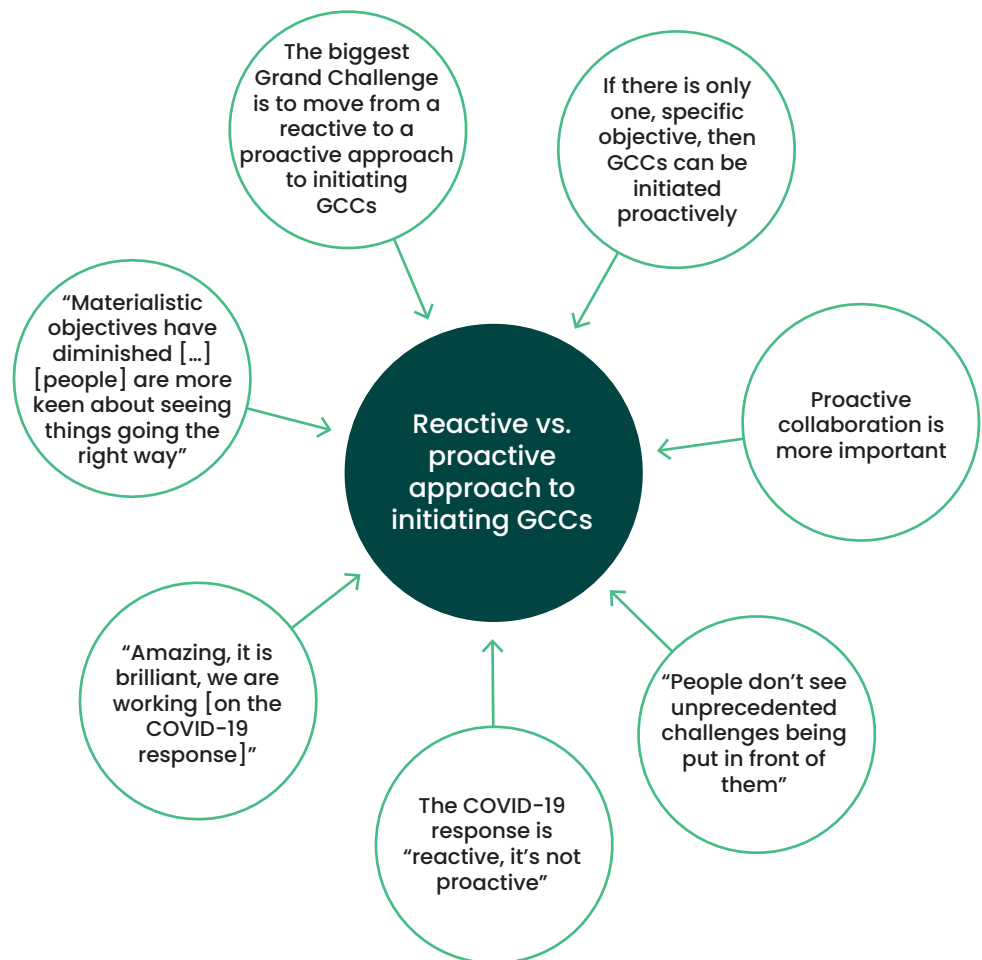 The biggest
Grand Challenge
is to move from a
reactive to a
proactive approach
to initiating
GCCs
If there is only
one, specific
objective, then
GCCs can be
initiated
proactively
“Materialistic
objectives have
diminished [...]
[people] are more
keen about seeing
things going the
right way”
Reactive vs.
proactive
approach to
initiating GCCs
Proactive
collaboration is
more important
“Amazing, it is
brilliant, we are
working [on the
COVID-19
response]”
“People don’t see
unprecedented
challenges being
put in front of
them”
The COVID-19
response is
“reactive, it’s not
proactive”